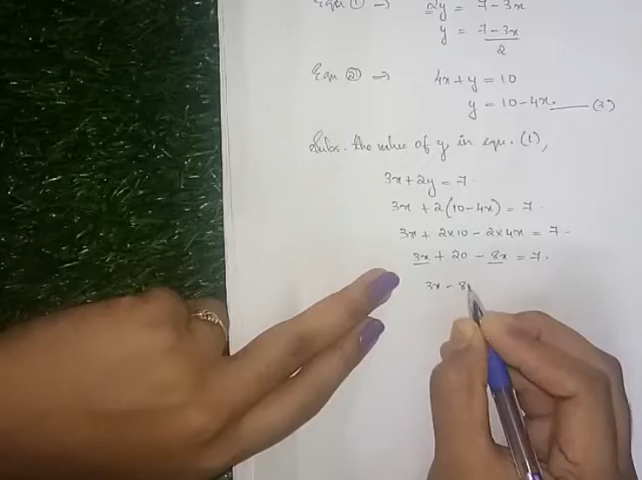 Eqn ① → 2y = 7 - 3x
y = 7 - 3x / 2
Eqn ② ⇒ 4x + y = 10
y = 10 - 4x. —— (3)
Subs. the value of y in equ. (1),
3x + 2y = 7.
3x + 2(10 - 4x) = 7.
3x + 2x10 - 2x4x = 7.
3x + 20 - 8x = 7.
3x - 8